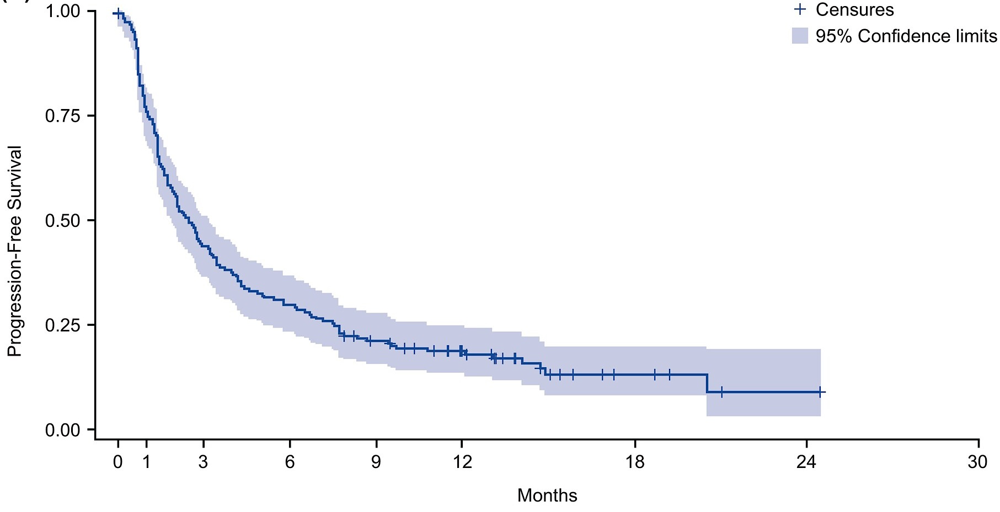 Censures
95% Confidence limits
1.00
0.75
0.50
0.25
0.00
Progression-Free Survival
0 1 3 6 9 12 18 24 30
Months